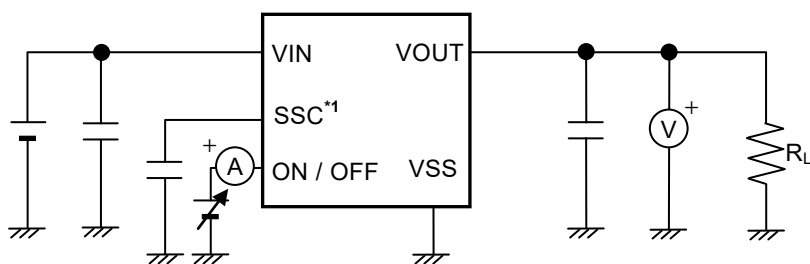 VIN VOUT
SSC*1
+ A ON / OFF VSS
+ V
RL